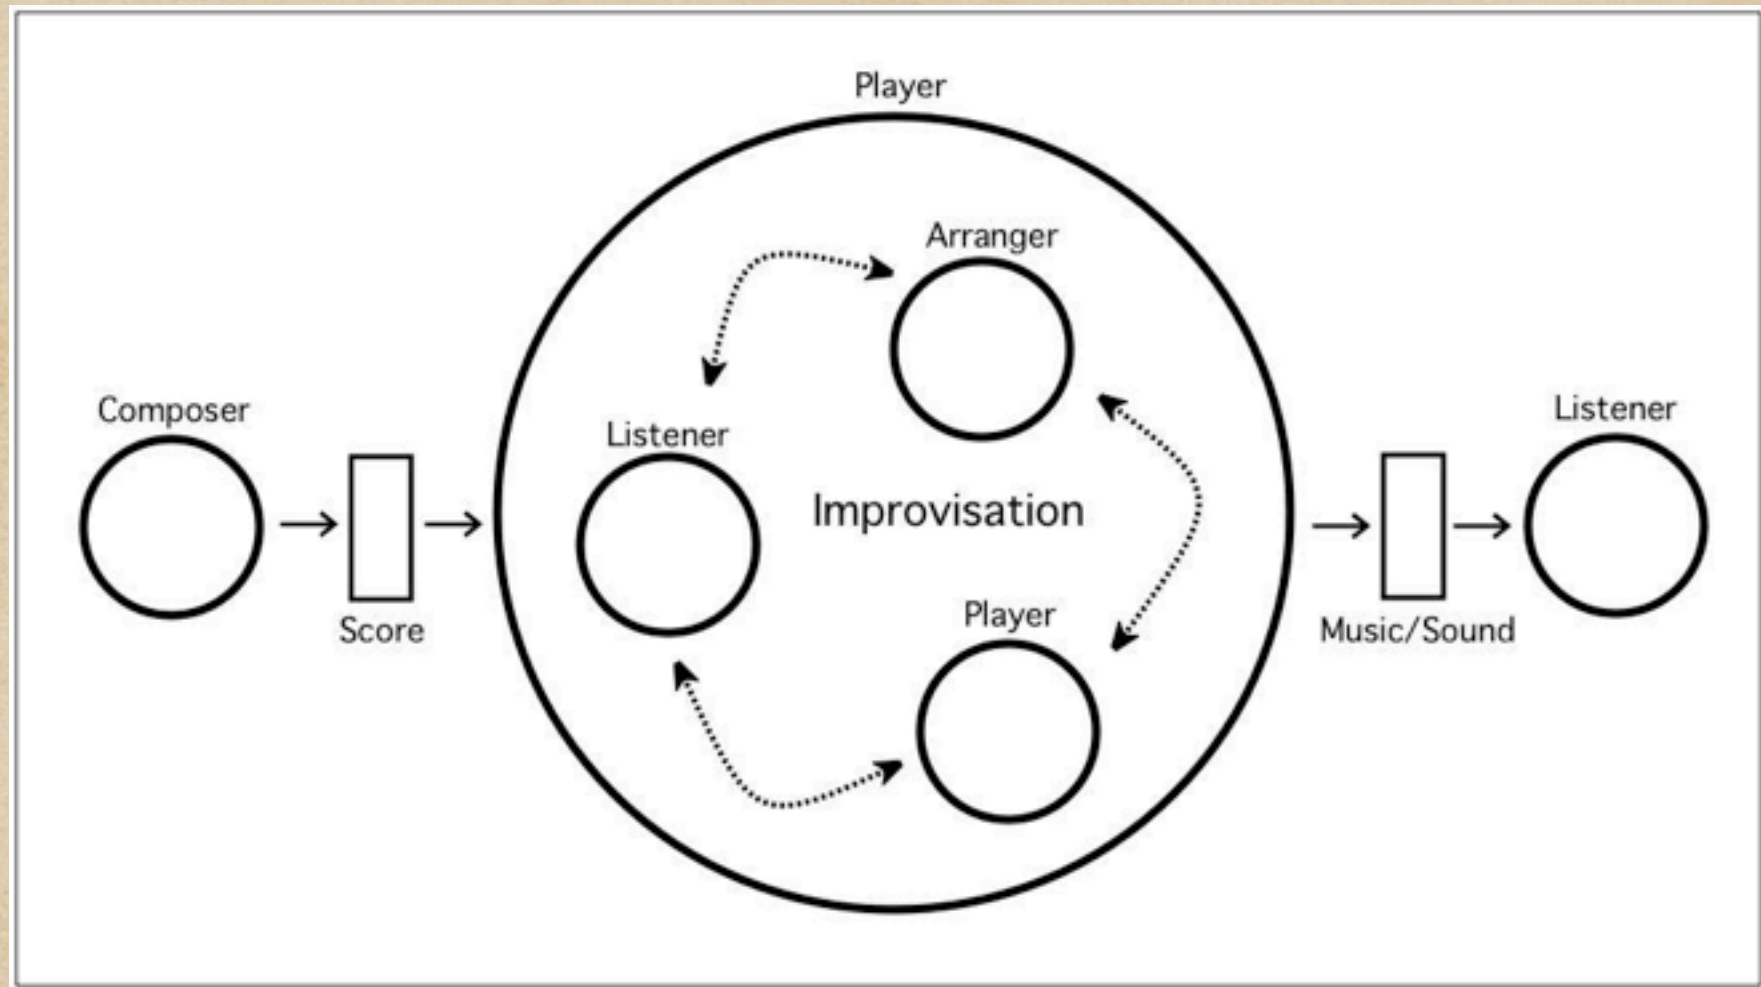 Player
Arranger
Composer
Listener
Listener
Improvisation
Player
Score
Music/Sound